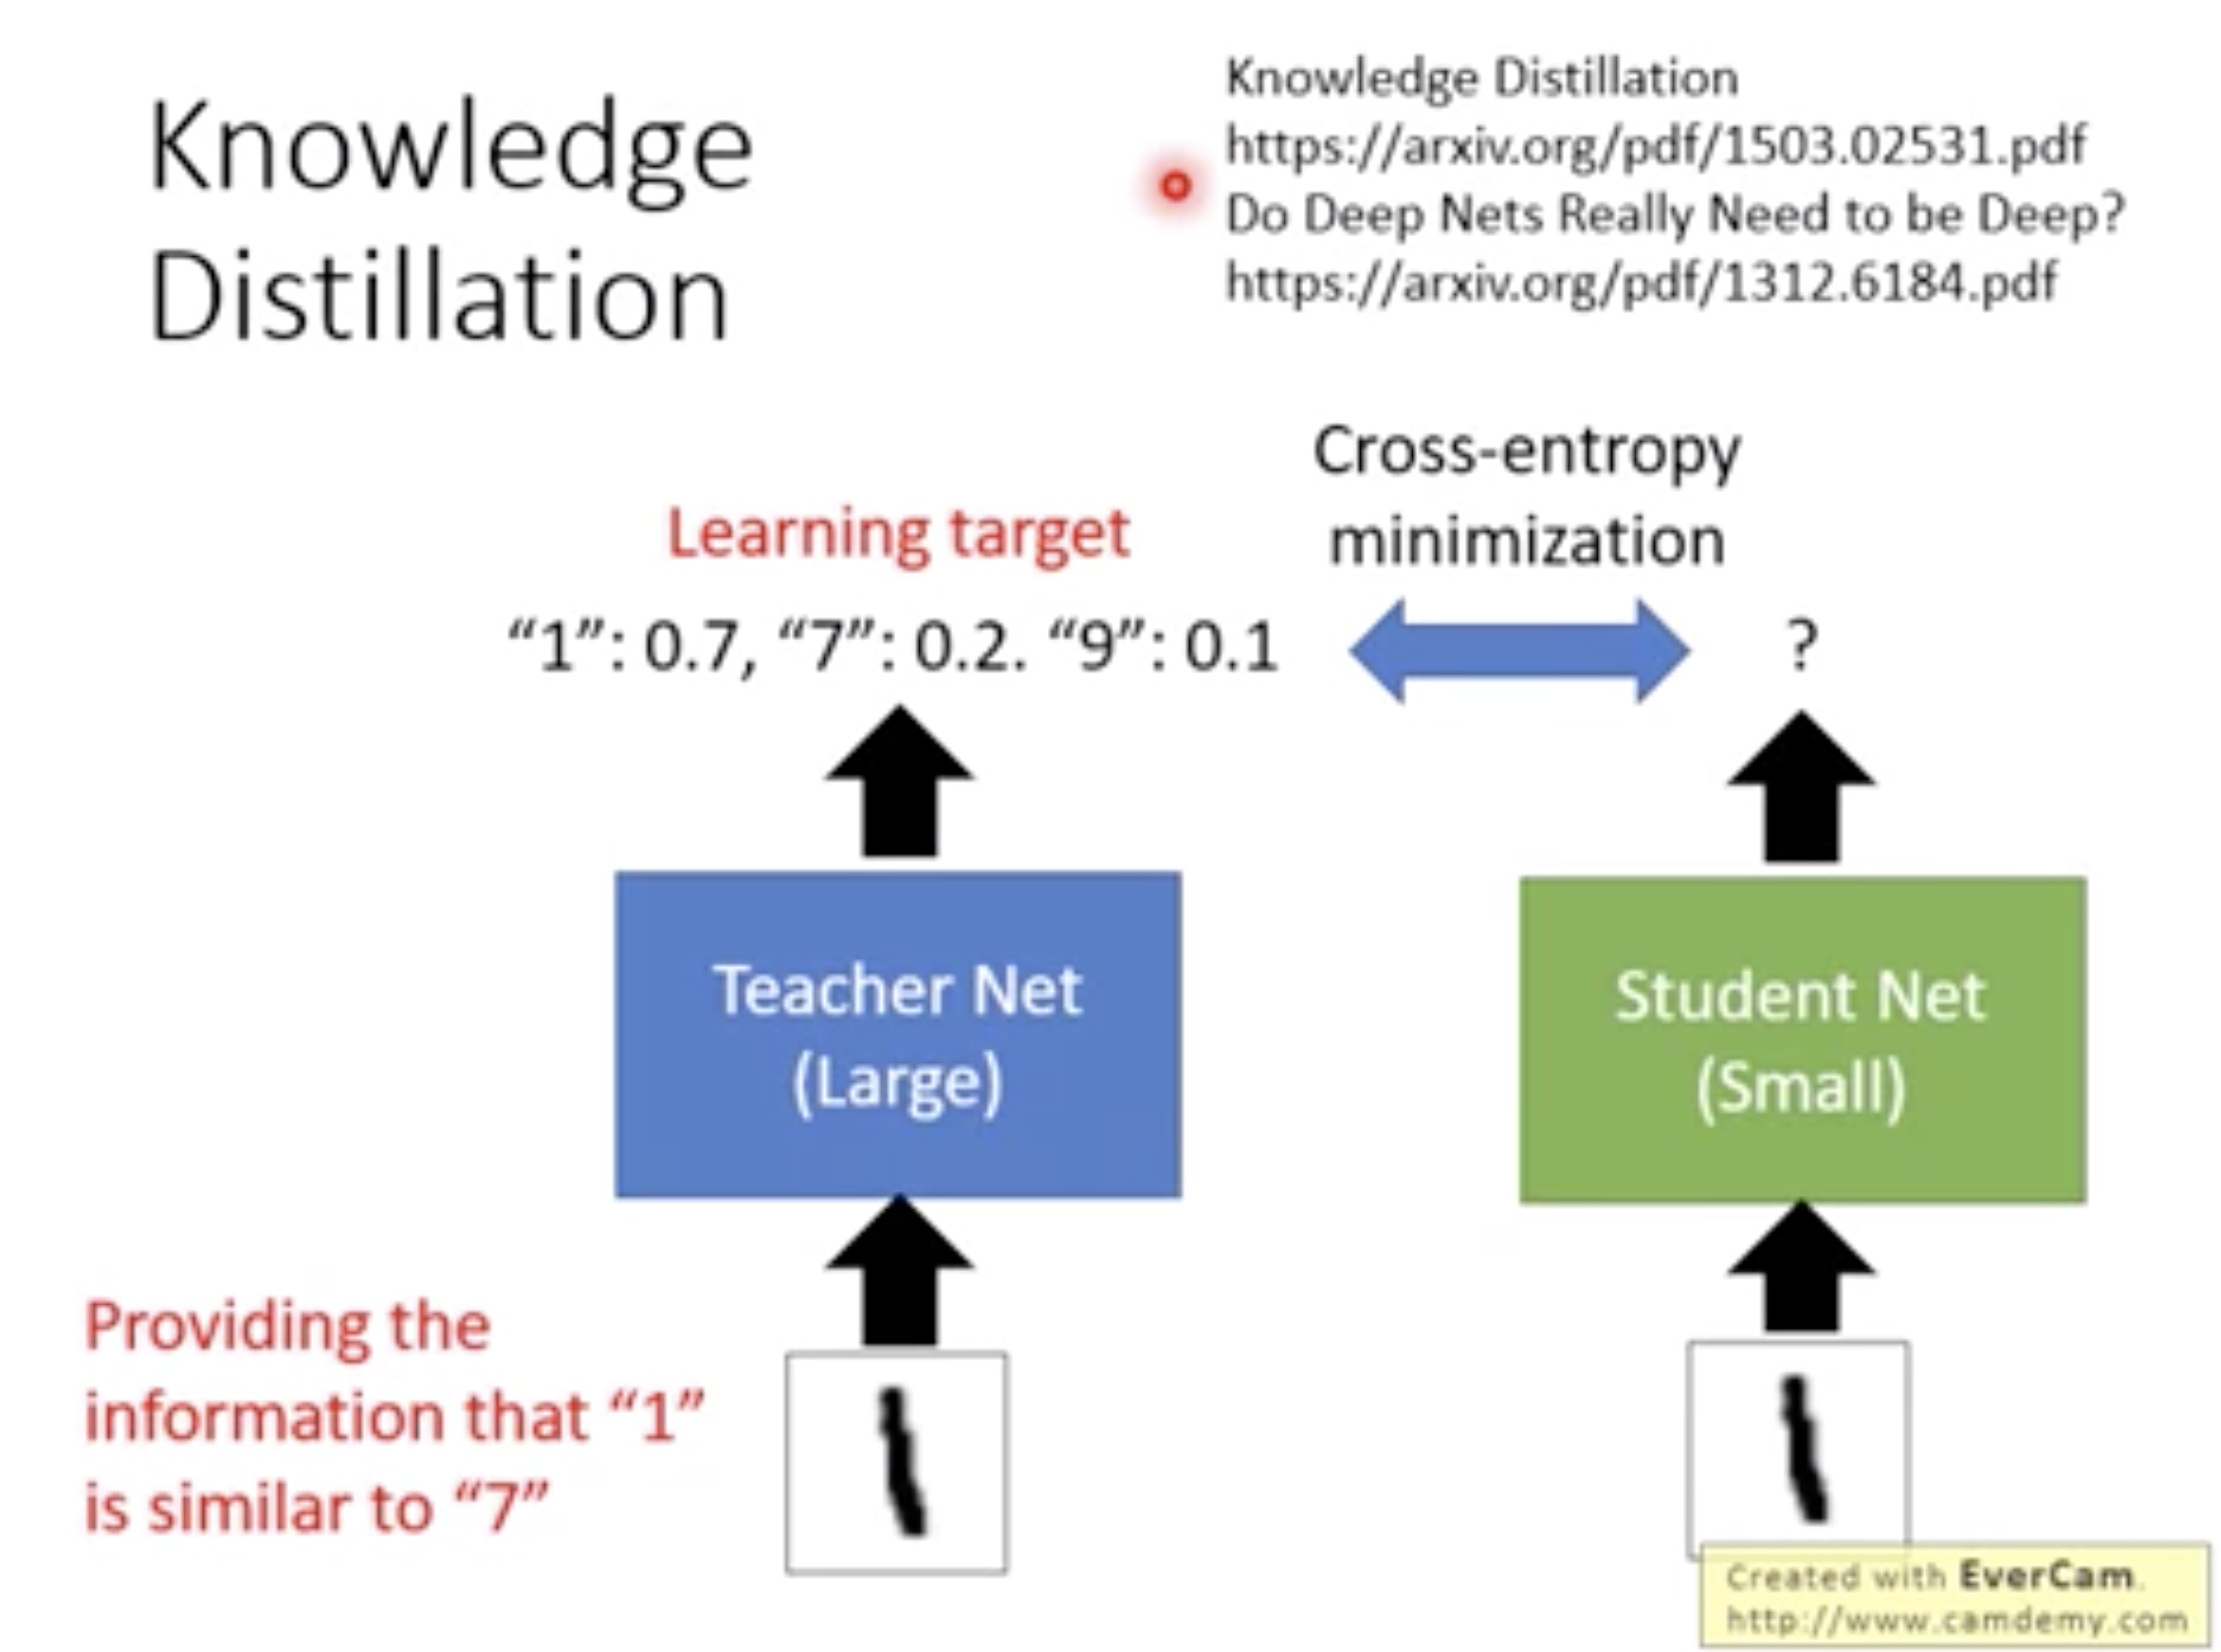 Knowledge
Distillation
Knowledge Distillation
https://arxiv.org/pdf/1503.02531.pdf
Do Deep Nets Really Need to be Deep?
https://arxiv.org/pdf/1312.6184.pdf
Cross-entropy
minimization
Learning target
“1”: 0.7, “7”: 0.2. “9”: 0.1
?
Teacher Net
(Large)
Student Net
(Small)
Providing the
information that “1”
is similar to “7”
Created with EverCam.
http://www.camdemy.com